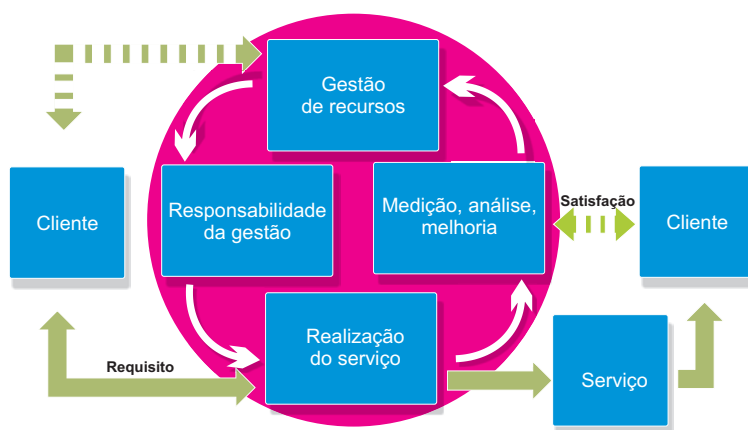 Gestão
de recursos
Cliente
Responsabilidade
da gestão
Medição, análise,
melhoria
Satisfação
Cliente
Realização
do serviço
Requisito
Serviço